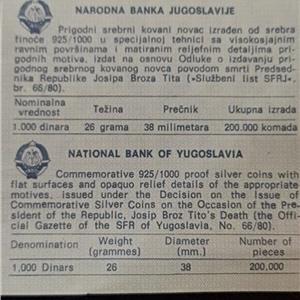 NARODNA BANKA JUGOSLAVIJE
Prigodni srebrni kovani novac izrađen od srebra
finoće 925/1000 u specijalnoj tehnici sa visokosjajnim
ravnim površinama i matiranim reljefnim detaljima pri-
godnih motiva, izdat na osnovu Odluke o izdavanju pri-
godnog srebrnog kovanog novca povodom smrti Predsed-
nika Republike Josipa Broza Tita (»Službeni list SFRJ«,
br. 66/80).
Nominalna vrednost Težina Prečnik Ukupna izrada
1.000 dinara 26 grama 38 milimetara 200.000 komada
NATIONAL BANK OF YUGOSLAVIA
Commemorative 925/1000 proof silver coins with
flat surfaces and opaquo relief details of the appropriate
motives, issued under the Decision on the Issue of
Commemorative Silver Coins on the Occasion of the Pre-
sident of the Republic, Josip Broz Tito's Death (the Offi-
cial Gazette of the SFR of Yugoslavia, No. 66/80).
Denomination Weight (grammes) Diameter (mm.) Number of pieces
1,000 Dinars 26 38 200,000